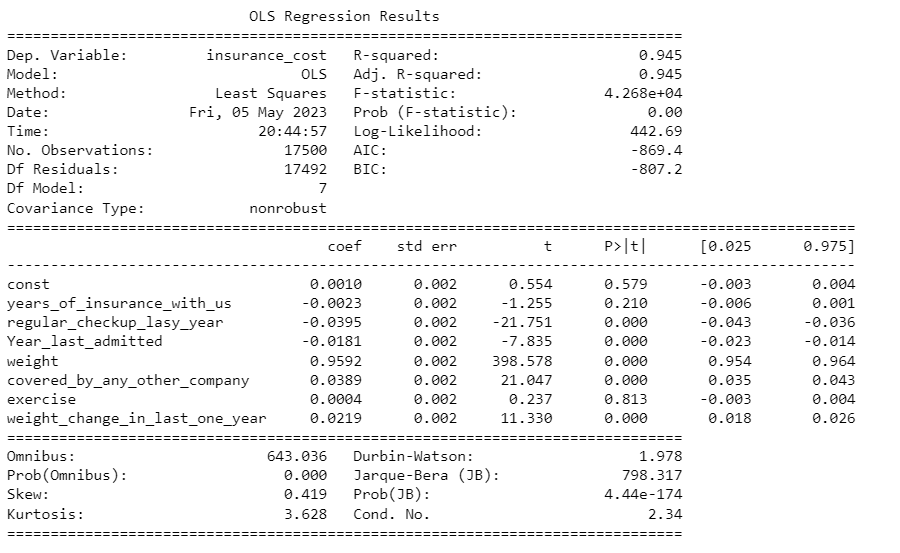 OLS Regression Results
==============================================================================
Dep. Variable: insurance_cost R-squared: 0.945
Model: OLS Adj. R-squared: 0.945
Method: Least Squares F-statistic: 4.268e+04
Date: Fri, 05 May 2023 Prob (F-statistic): 0.00
Time: 20:44:57 Log-Likelihood: 442.69
No. Observations: 17500 AIC: -869.4
Df Residuals: 17492 BIC: -807.2
Df Model: 7
Covariance Type: nonrobust
==================================================================================================
coef std err t P>|t| [0.025 0.975]
--------------------------------------------------------------------------------------------------
const 0.0010 0.002 0.554 0.579 -0.003 0.004
years_of_insurance_with_us -0.0023 0.002 -1.255 0.210 -0.006 0.001
regular_checkup_lasy_year -0.0395 0.002 -21.751 0.000 -0.043 -0.036
Year_last_admitted -0.0181 0.002 -7.835 0.000 -0.023 -0.014
weight 0.9592 0.002 398.578 0.000 0.954 0.964
covered_by_any_other_company 0.0389 0.002 21.047 0.000 0.035 0.043
exercise 0.0004 0.002 0.237 0.813 -0.003 0.004
weight_change_in_last_one_year 0.0219 0.002 11.330 0.000 0.018 0.026
==============================================================================
Omnibus: 643.036 Durbin-Watson: 1.978
Prob(Omnibus): 0.000 Jarque-Bera (JB): 798.317
Skew: 0.419 Prob(JB): 4.44e-174
Kurtosis: 3.628 Cond. No. 2.34
==============================================================================